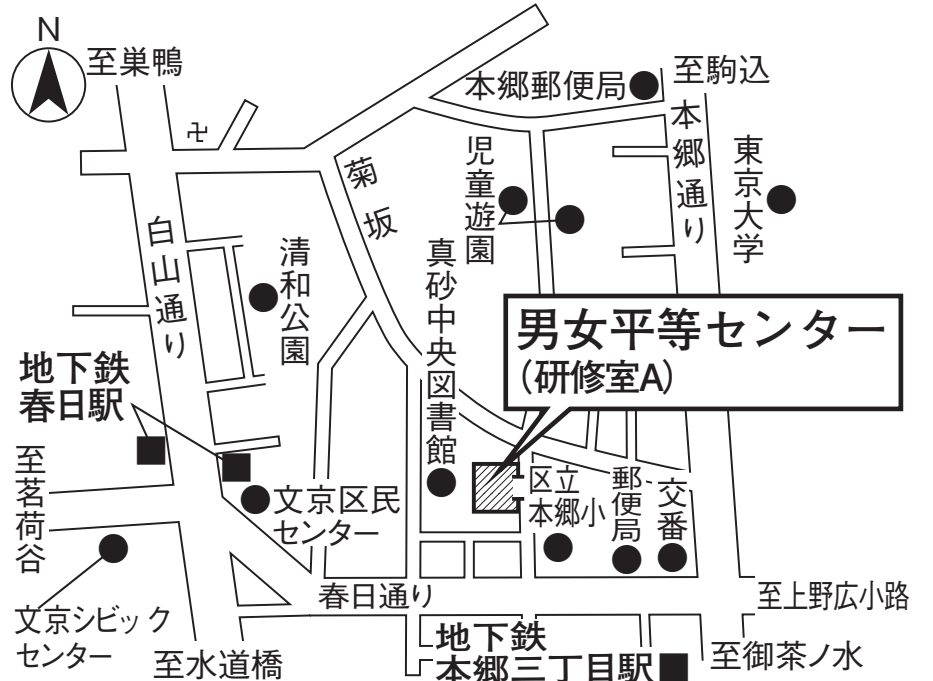 N
至巣鴨
卍
本郷郵便局
至駒込
本郷通り
東京大学
児童遊園
菊坂
白山通り
清和公園
真砂中央図書館
男女平等センター
(研修室A)
地下鉄
春日駅
至茗荷谷
文京区民
センター
区立
本郷小
郵便局
交番
文京シビック
センター
春日通り
至上野広小路
至水道橋
地下鉄
本郷三丁目駅
至御茶ノ水